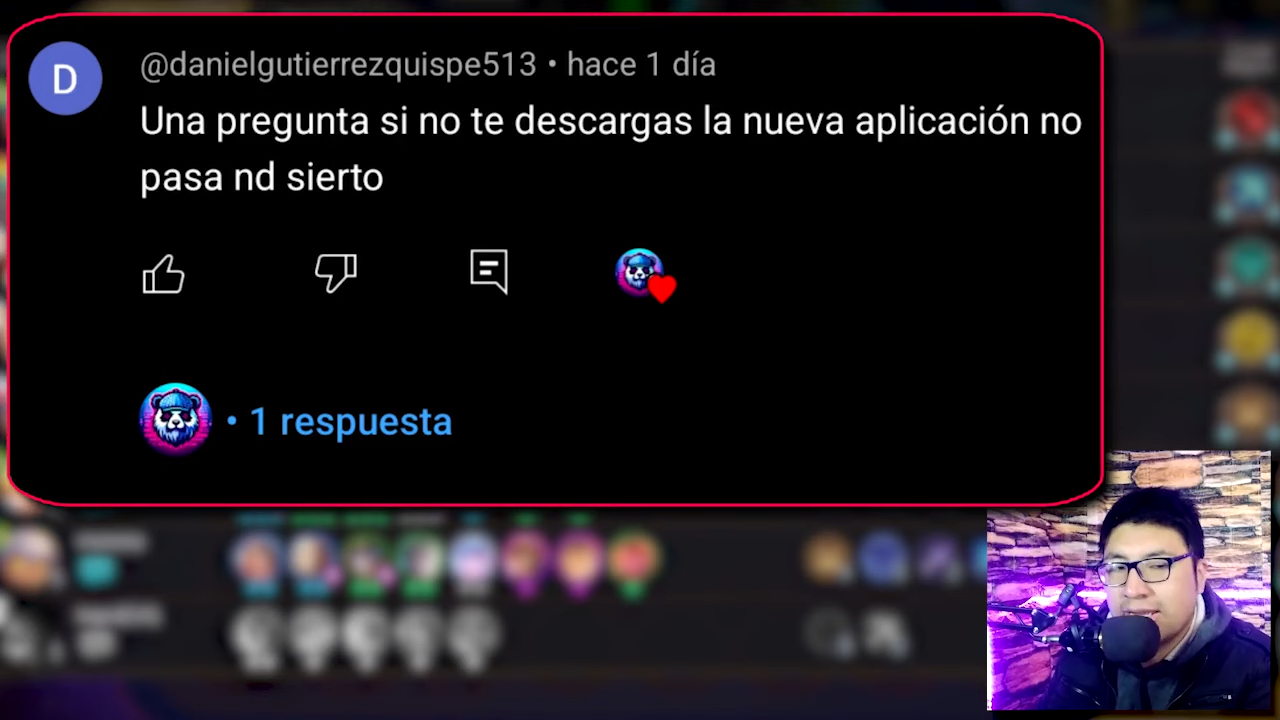 D
@danielgutierrezquispe513 • hace 1 día
Una pregunta si no te descargas la nueva aplicación no
pasa nd sierto
• 1 respuesta